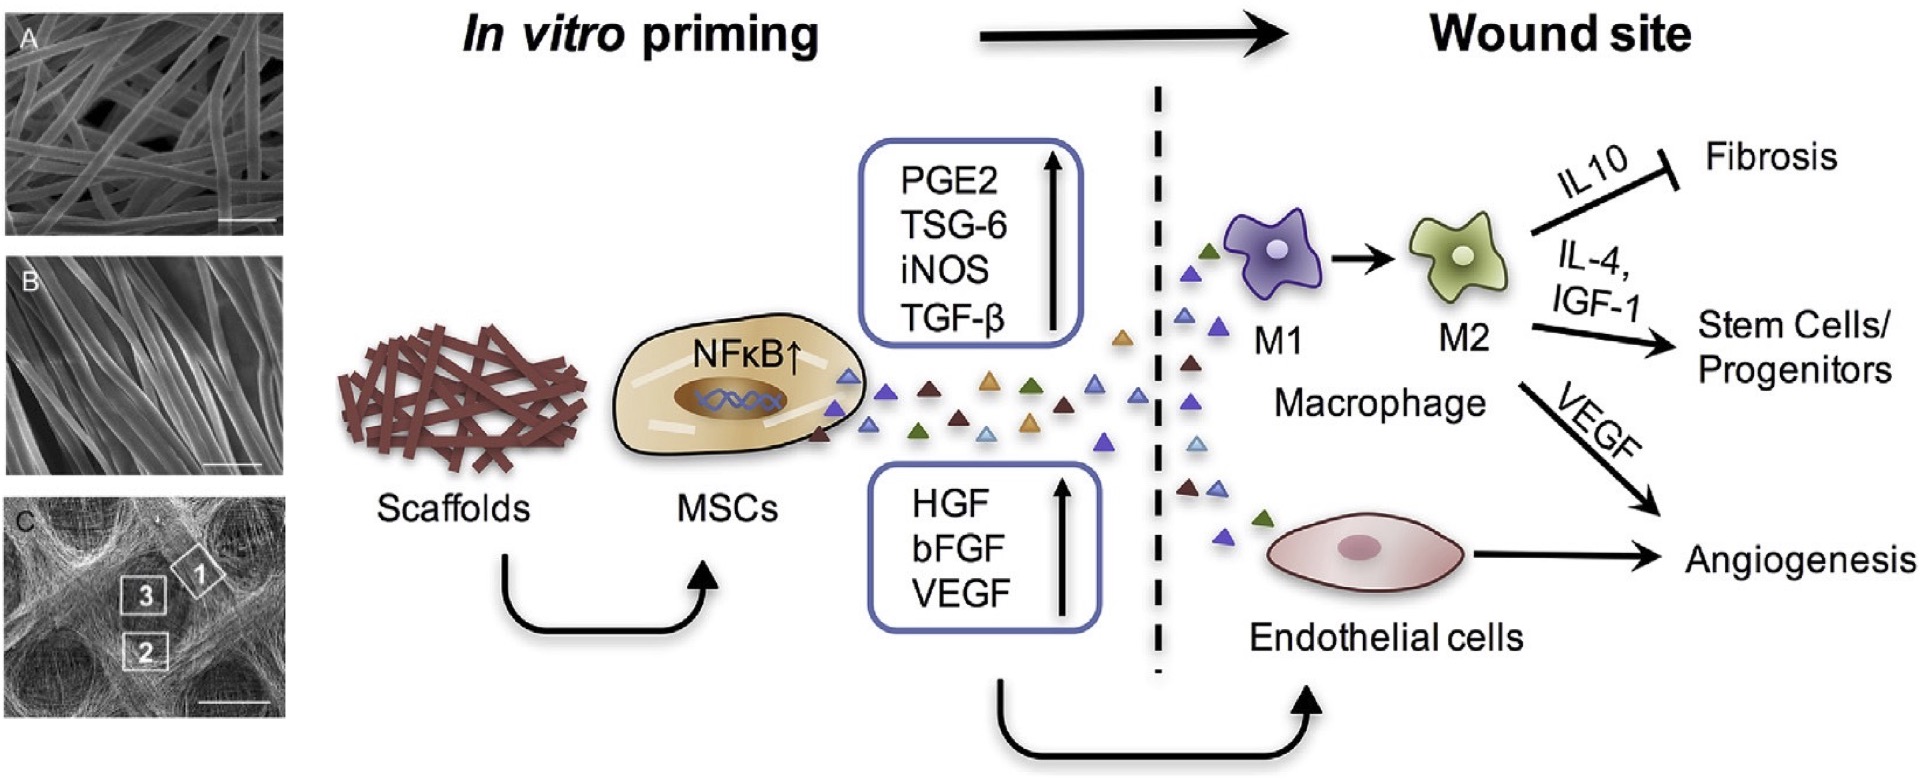 A
B
C
1
3
2
In vitro priming
Wound site
PGE2
TSG-6
iNOS
TGF-β
NFκB↑
Scaffolds
MSCs
HGF
bFGF
VEGF
M1
M2
Macrophage
IL10
Fibrosis
IL-4,
IGF-1
Stem Cells/
Progenitors
VEGF
Angiogenesis
Endothelial cells